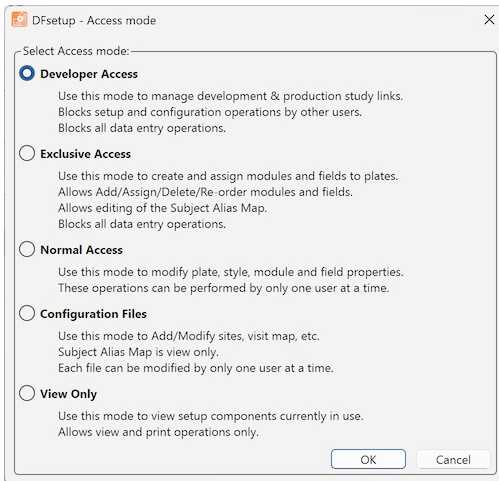 DFsetup - Access mode
Select Access mode:
Developer Access
Use this mode to manage development & production study links.
Blocks setup and configuration operations by other users.
Blocks all data entry operations.
Exclusive Access
Use this mode to create and assign modules and fields to plates.
Allows Add/Assign/Delete/Re-order modules and fields.
Allows editing of the Subject Alias Map.
Blocks all data entry operations.
Normal Access
Use this mode to modify plate, style, module and field properties.
These operations can be performed by only one user at a time.
Configuration Files
Use this mode to Add/Modify sites, visit map, etc.
Subject Alias Map is view only.
Each file can be modified by only one user at a time.
View Only
Use this mode to view setup components currently in use.
Allows view and print operations only.
OK Cancel